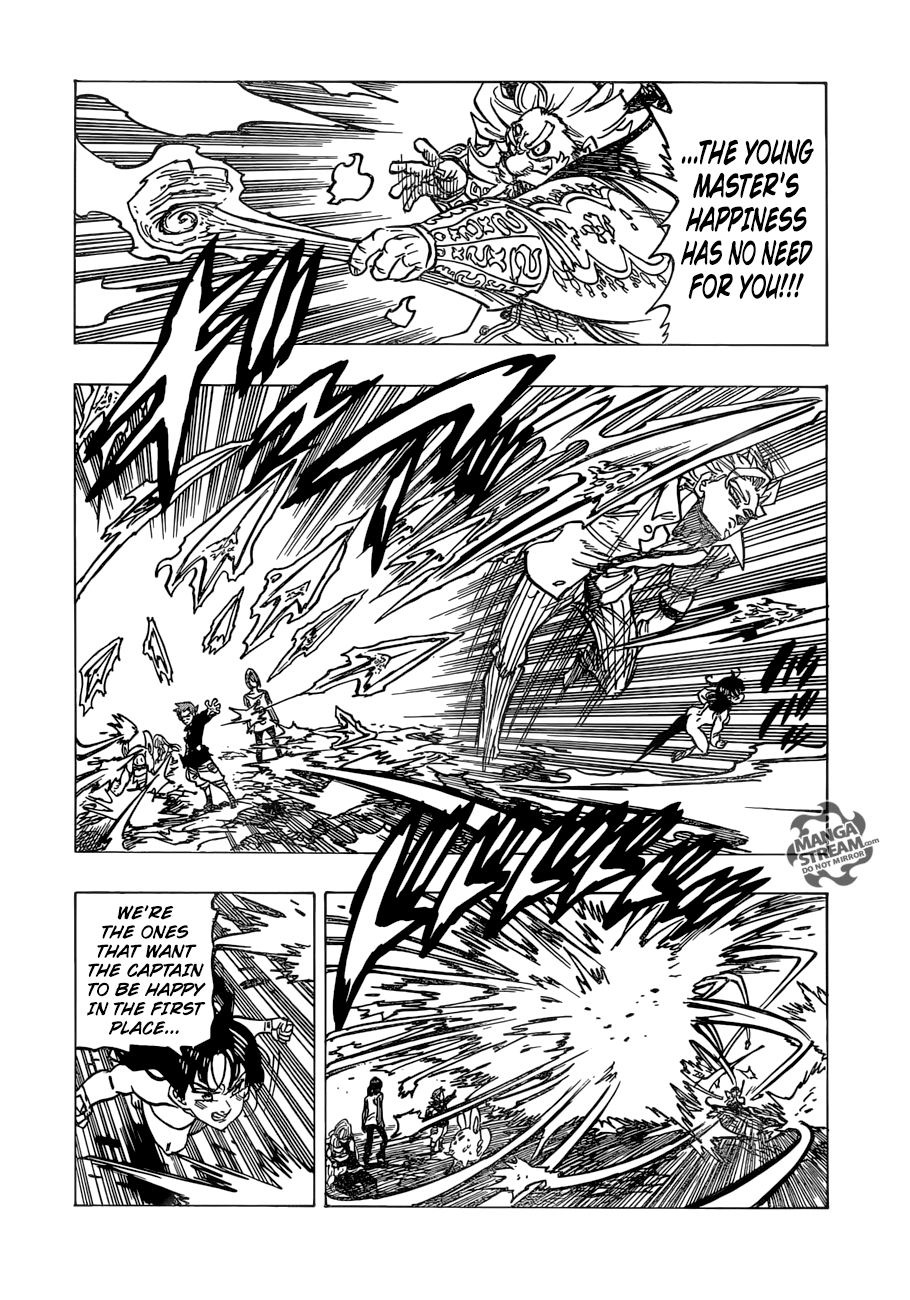 ...THE YOUNG
MASTER'S
HAPPINESS
HAS NO NEED
FOR YOU!!!
WE'RE
THE ONES
THAT WANT
THE CAPTAIN
TO BE HAPPY
IN THE FIRST
PLACE...
MANGA
STREAM.com
DO NOT MIRROR